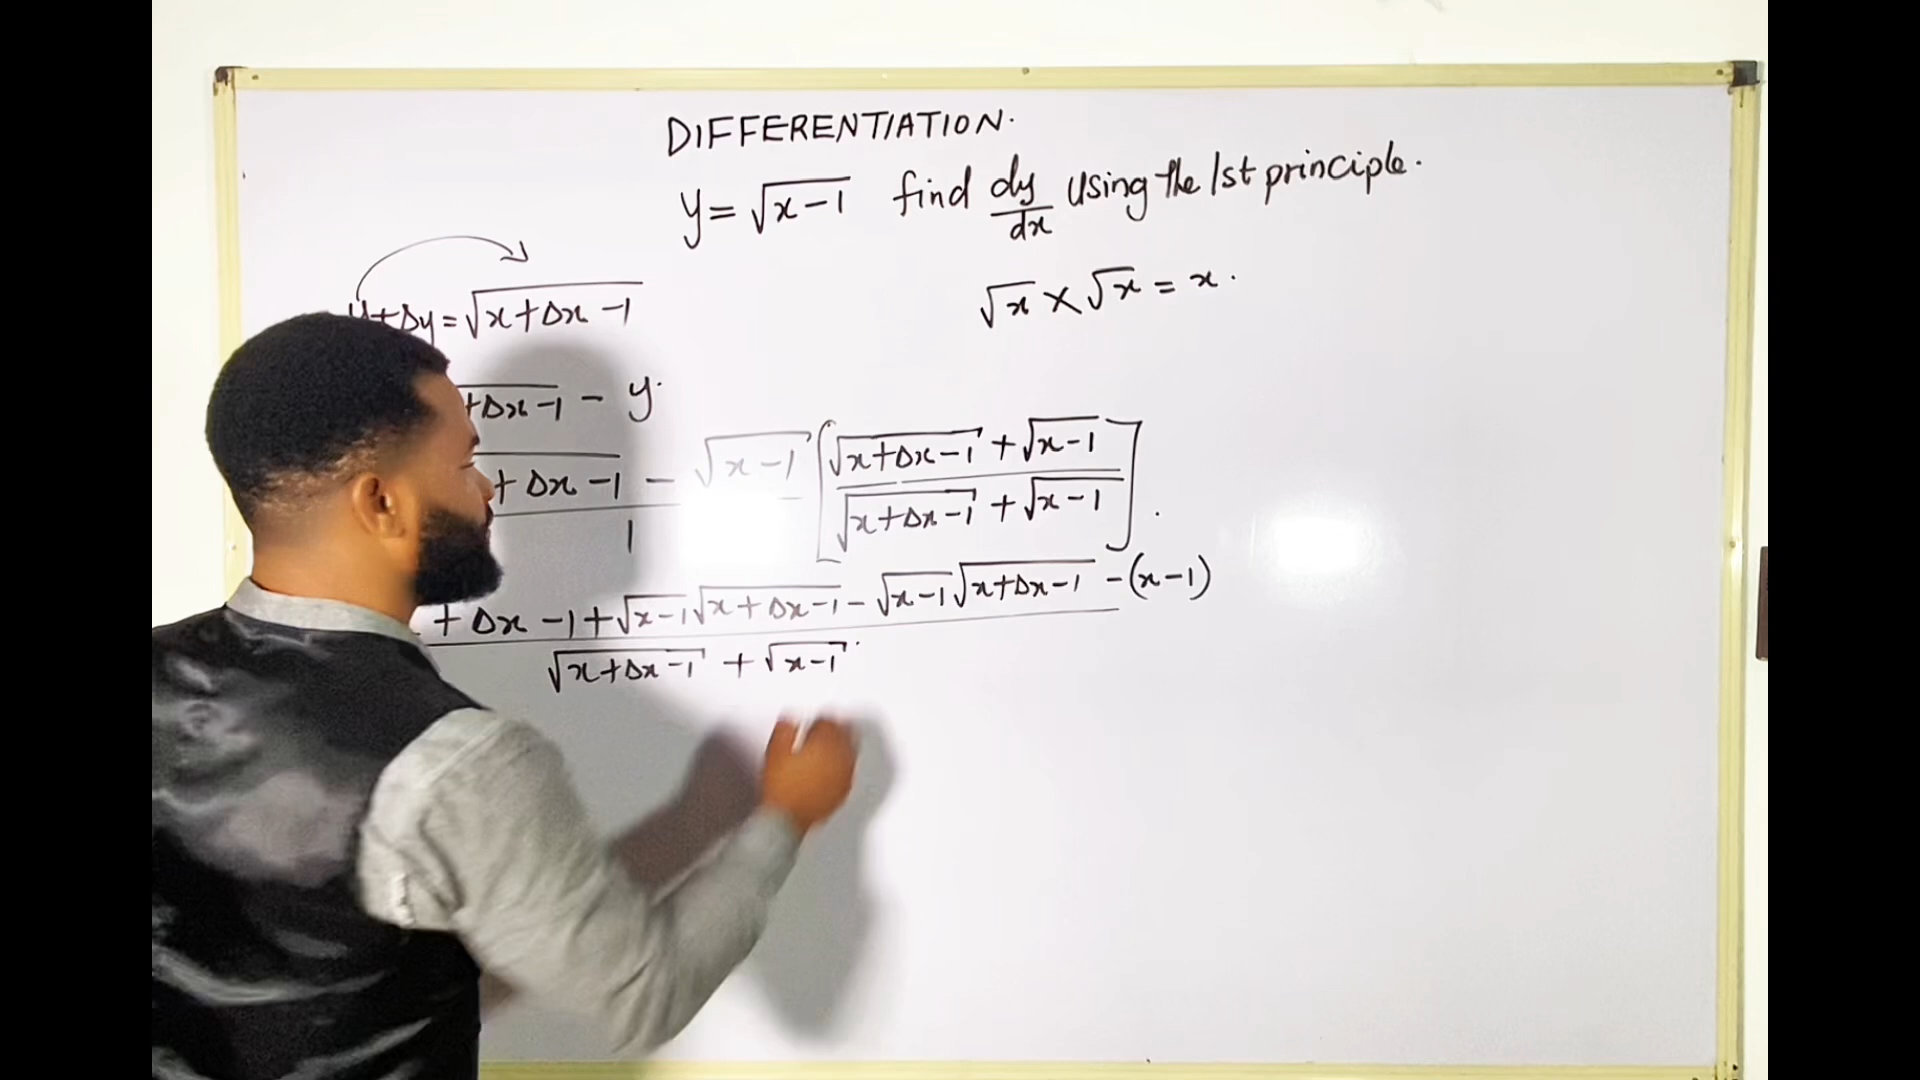 DIFFERENTIATION.
y = √(x-1) find dy/dx using the 1st principle.
√x × √x = x.
y+Δy = √(x+Δx-1)
+Δx-1 - y.
+Δx-1 - √(x-1) [ (√(x+Δx-1) + √(x-1)) / (√(x+Δx-1) + √(x-1)) ] .
1
+Δx-1+√(x-1)√(x+Δx-1) - √(x-1)√(x+Δx-1) -(x-1)
√(x+Δx-1) + √(x-1)